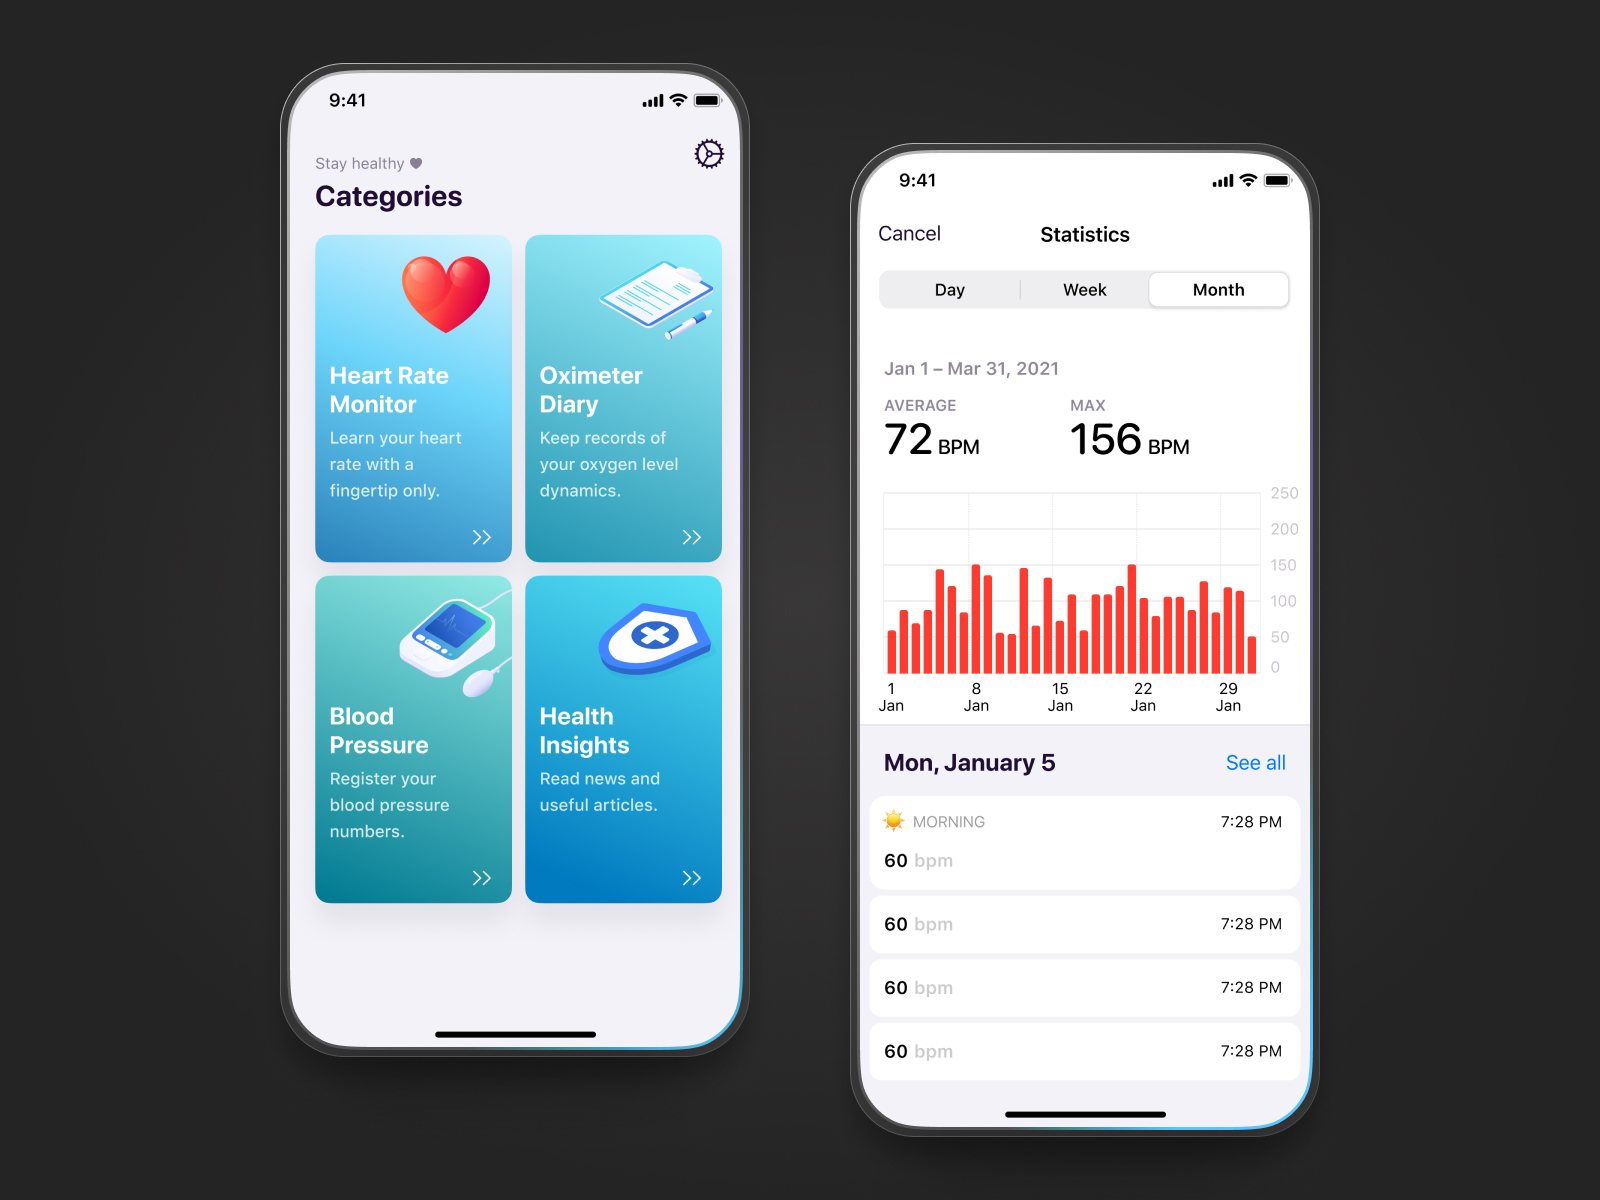 9:41
Stay healthy
Categories
Heart Rate
Monitor
Learn your heart
rate with a
fingertip only.
Oximeter
Diary
Keep records of
your oxygen level
dynamics.
Blood
Pressure
Register your
blood pressure
numbers.
Health
Insights
Read news and
useful articles.
9:41
Cancel
Statistics
Day
Week
Month
Jan 1 – Mar 31, 2021
AVERAGE
72 BPM
MAX
156 BPM
250
200
150
100
50
0
1
Jan
8
Jan
15
Jan
22
Jan
29
Jan
Mon, January 5
See all
MORNING
7:28 PM
60 bpm
60 bpm
7:28 PM
60 bpm
7:28 PM
60 bpm
7:28 PM